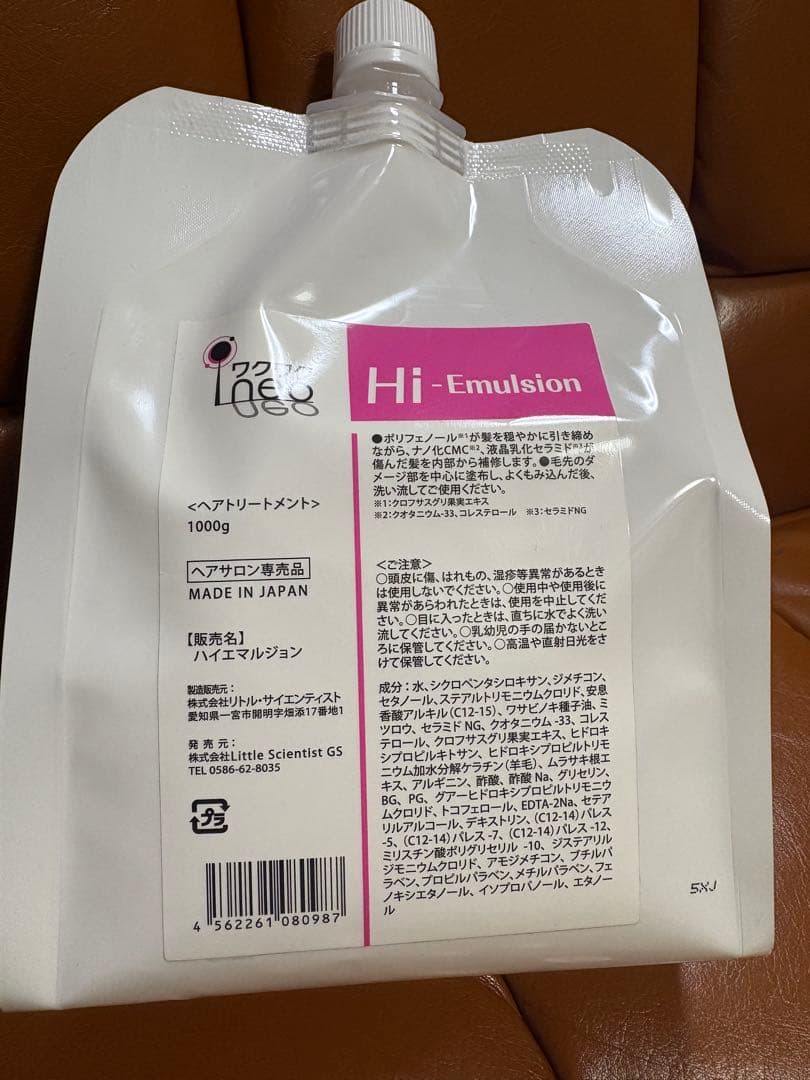 ワクワク
neo
Hi - Emulsion
●ポリフェノール※1が髪を穏やかに引き締め
ながら、ナノ化CMC※2、液晶乳化セラミド※3が
傷んだ髪を内部から補修します。●毛先のダ
メージ部を中心に塗布し、よくもみ込んだ後、
洗い流してご使用ください。
※1：クロフサスグリ果実エキス
※2：クオタニウム-33、コレステロール ※3：セラミドNG
<ヘアトリートメント>
1000g
ヘアサロン専売品
MADE IN JAPAN
【販売名】
ハイエマルジョン
製造販売元：
株式会社リトル・サイエンティスト
愛知県一宮市開明字畑添17番地1
発 売 元：
株式会社Little Scientist GS
TEL 0586-62-8035
プラ
4 562261 080987
<ご注意>
○頭皮に傷、はれもの、湿疹等異常があるとき
は使用しないでください。○使用中や使用後に
異常があらわれたときは、使用を中止してくだ
さい。○目に入ったときは、直ちに水でよく洗い
流してください。○乳幼児の手の届かないとこ
ろに保管してください。○高温や直射日光をさ
けて保管してください。
成分：水、シクロペンタシロキサン、ジメチコン、
セタノール、ステアルトリモニウムクロリド、安息
香酸アルキル(C12-15)、ワサビノキ種子油、ミ
ツロウ、セラミド NG、クオタニウム -33、コレス
テロール、クロフサスグリ果実エキス、ヒドロキ
シプロピルキトサン、ヒドロキシプロピルトリモ
ニウム加水分解ケラチン(羊毛)、ムラサキ根エ
キス、アルギニン、酢酸、酢酸 Na、グリセリン、
BG、PG、グアーヒドロキシプロピルトリモニウ
ムクロリド、トコフェロール、EDTA-2Na、セテア
リルアルコール、デキストリン、(C12-14)パレス
-5、(C12-14)パレス -7、(C12-14)パレス -12、
ミリスチン酸ポリグリセリル -10、ジステアリル
ジモニウムクロリド、アモジメチコン、ブチルパ
ラベン、プロピルパラベン、メチルパラベン、フェ
ノキシエタノール、イソプロパノール、エタノー
ル
5XJ